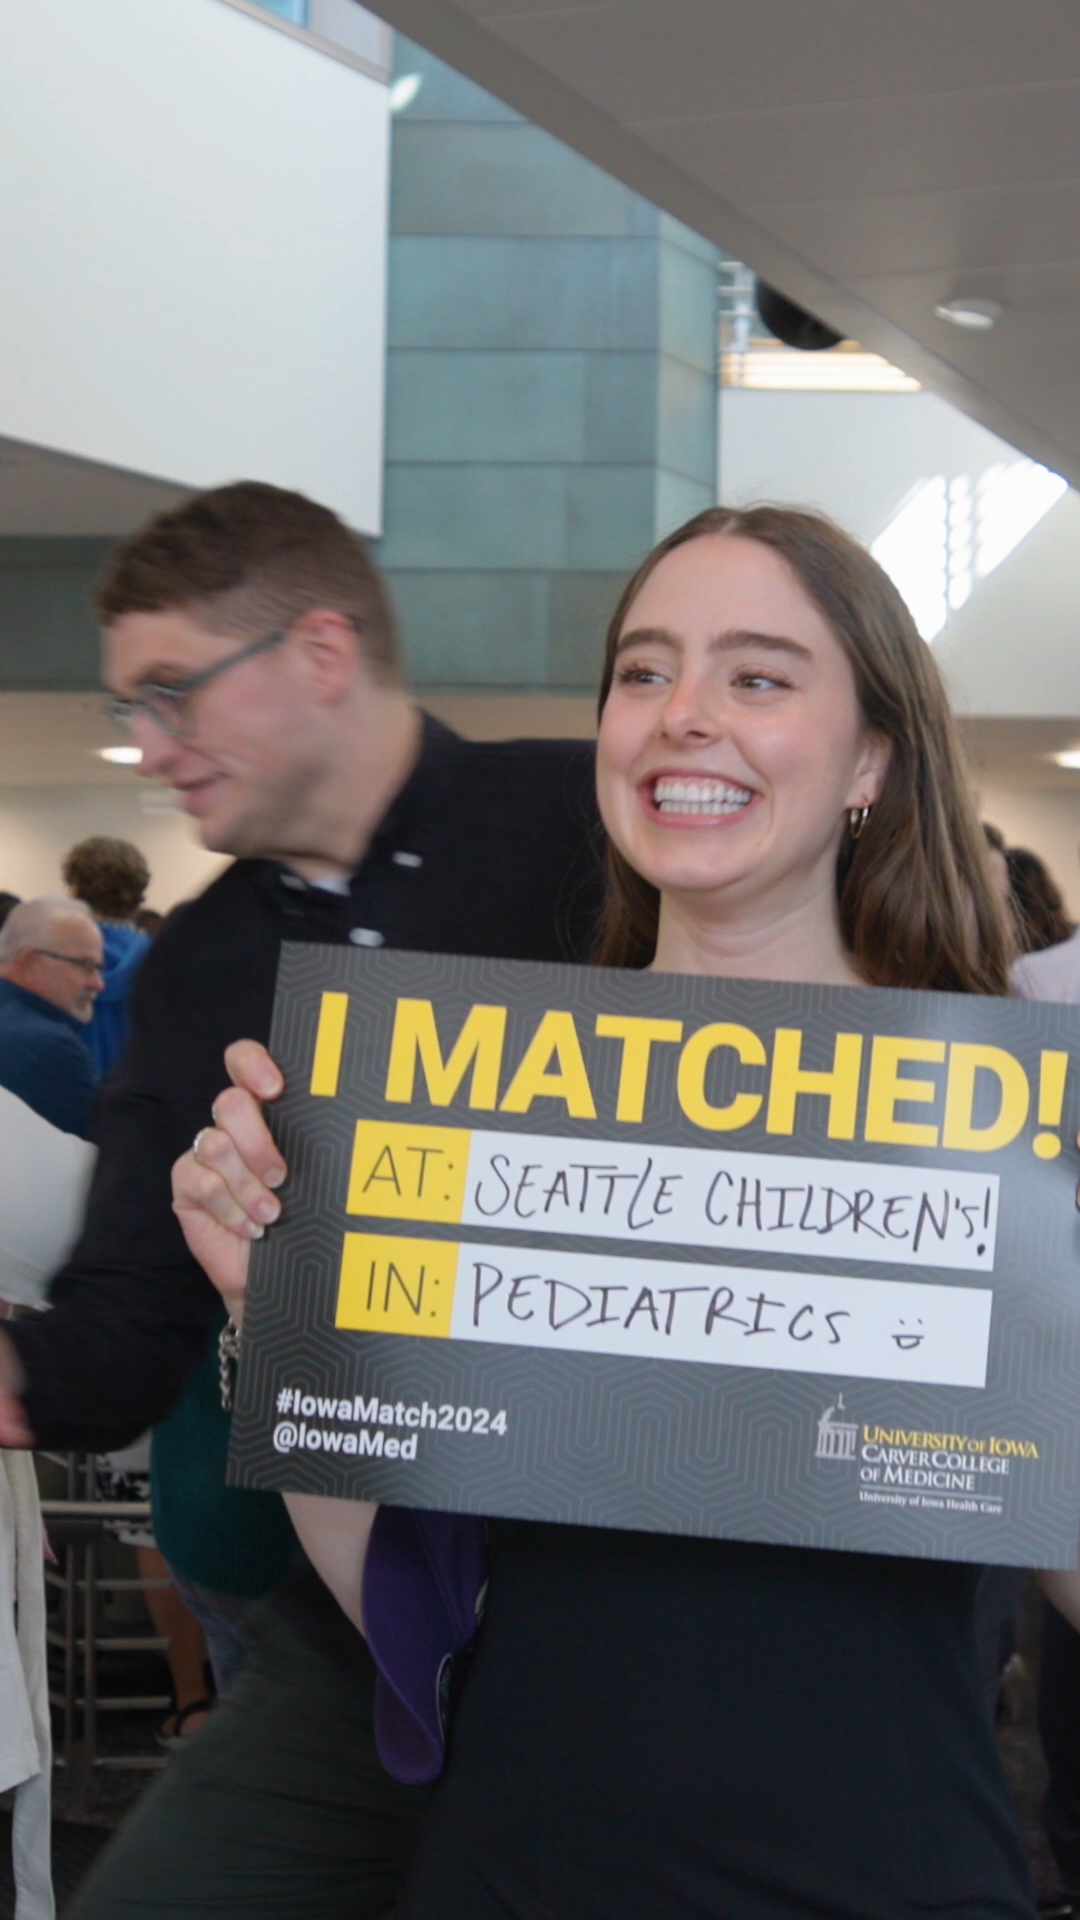 I MATCHED!
AT: SEATTLE CHILDREN'S!
IN: PEDIATRICS
#IowaMatch2024
@IowaMed
UNIVERSITY OF IOWA
CARVER COLLEGE
OF MEDICINE
University of Iowa Health Care